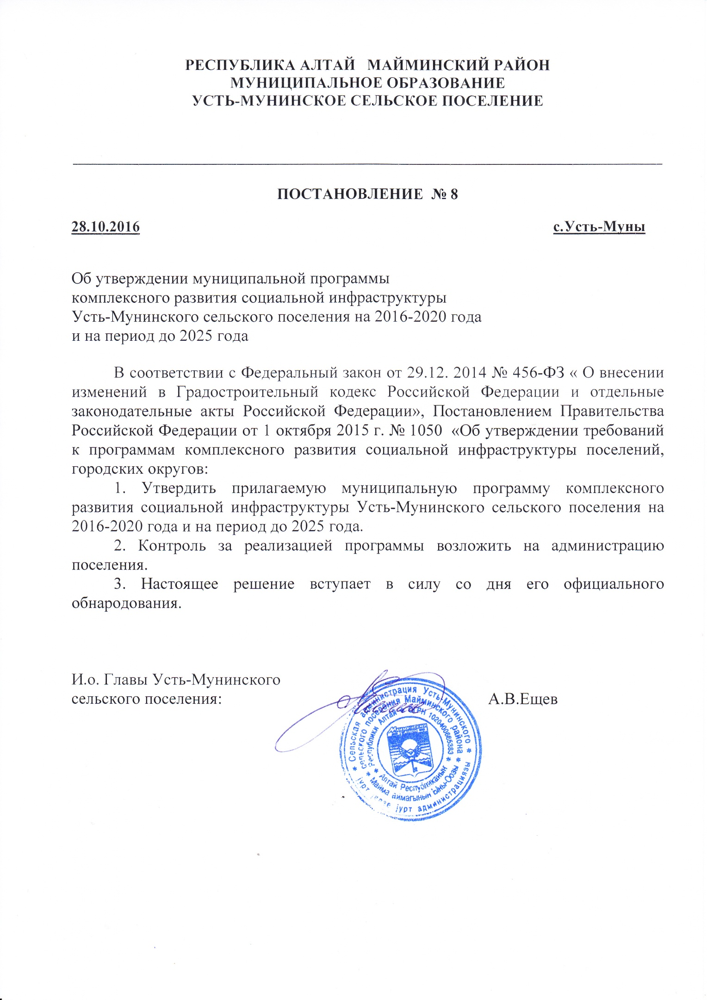 РЕСПУБЛИКА АЛТАЙ МАЙМИНСКИЙ РАЙОН
МУНИЦИПАЛЬНОЕ ОБРАЗОВАНИЕ
УСТЬ-МУНИНСКОЕ СЕЛЬСКОЕ ПОСЕЛЕНИЕ
ПОСТАНОВЛЕНИЕ № 8
28.10.2016 с.Усть-Муны
Об утверждении муниципальной программы
комплексного развития социальной инфраструктуры
Усть-Мунинского сельского поселения на 2016-2020 года
и на период до 2025 года
В соответствии с Федеральный закон от 29.12. 2014 № 456-ФЗ « О внесении
изменений в Градостроительный кодекс Российской Федерации и отдельные
законодательные акты Российской Федерации», Постановлением Правительства
Российской Федерации от 1 октября 2015 г. № 1050 «Об утверждении требований
к программам комплексного развития социальной инфраструктуры поселений,
городских округов:
1. Утвердить прилагаемую муниципальную программу комплексного
развития социальной инфраструктуры Усть-Мунинского сельского поселения на
2016-2020 года и на период до 2025 года.
2. Контроль за реализацией программы возложить на администрацию
поселения.
3. Настоящее решение вступает в силу со дня его официального
обнародования.
И.о. Главы Усть-Мунинского
сельского поселения: А.В.Ещев
* Сельская администрация Усть-Мунинского *
сельского поселения Майминского района *
Республики Алтай * ОГРН 1020400665383 *
* Алтай Республиканын
* Майма аймагынын Ыны-Оозы
јурт јурт администрациязы